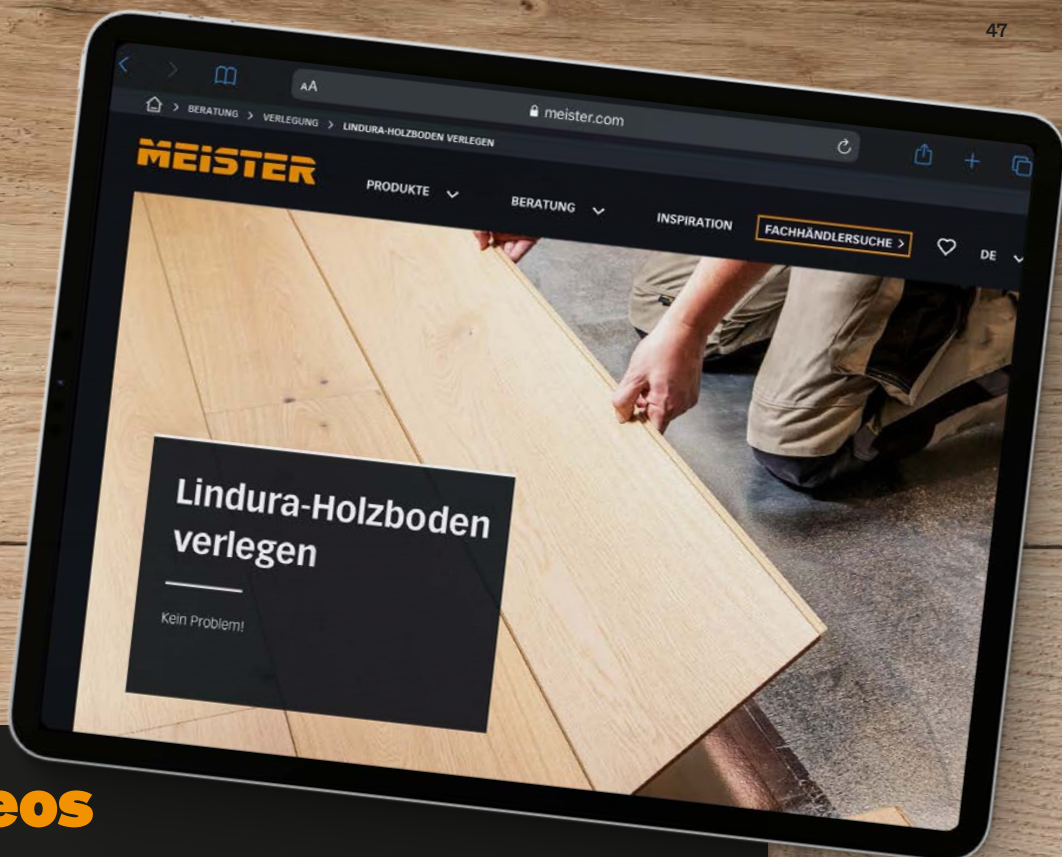 47
AA
meister.com
> BERATUNG > VERLEGUNG > LINDURA-HOLZBODEN VERLEGEN
MEISTER
PRODUKTE
BERATUNG
INSPIRATION
FACHHÄNDLERSUCHE >
DE
Lindura-Holzboden
verlegen
Kein Problem!
eos